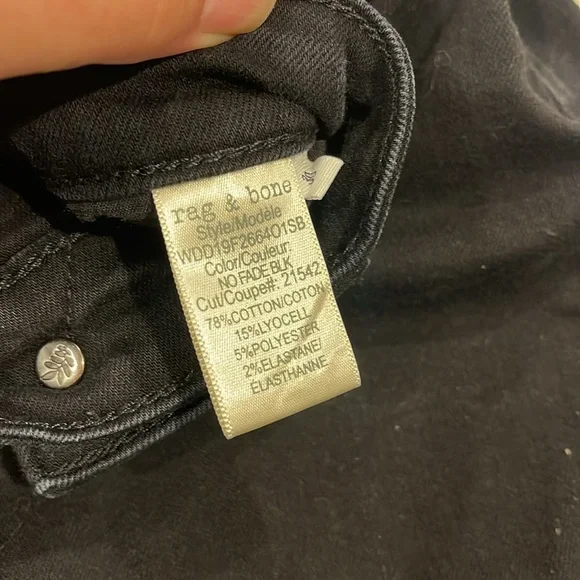 rag & bone
Style/Modèle
WDD19F2664O1SB
Color/Couleur:
NO FADE BLK
Cut/Coupe#: 21542
78%COTTON/COTON
15%LYOCELL
5%POLYESTER
2%ELASTANE/
ELASTHANNE